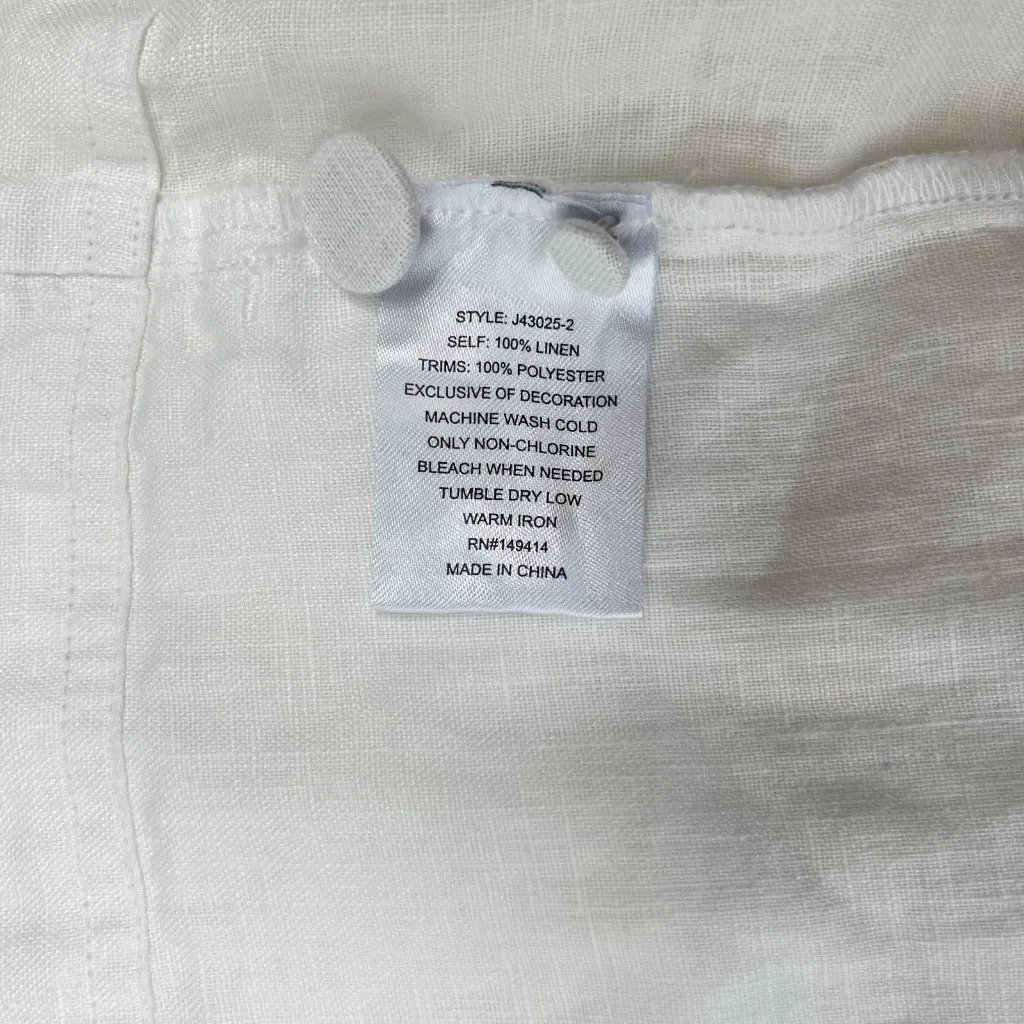 STYLE: J43025-2
SELF: 100% LINEN
TRIMS: 100% POLYESTER
EXCLUSIVE OF DECORATION
MACHINE WASH COLD
ONLY NON-CHLORINE
BLEACH WHEN NEEDED
TUMBLE DRY LOW
WARM IRON
RN#149414
MADE IN CHINA